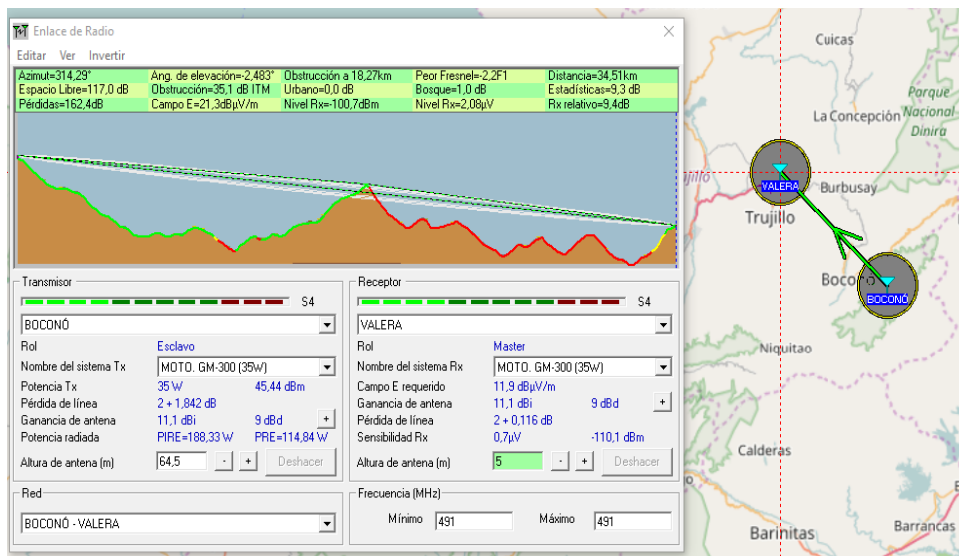 Enlace de Radio
Editar Ver Invertir
Azimut=314,29° Ang. de elevación=-2,483° Obstrucción a 18,27km Peor Fresnel=-2,2F1 Distancia=34,51km
Espacio Libre=117,0 dB Obstrucción=35,1 dB ITM Urbano=0,0 dB Bosque=1,0 dB Estadísticas=9,3 dB
Pérdidas=162,4dB Campo E=21,3dBµV/m Nivel Rx=-100,7dBm Nivel Rx=2,08µV Rx relativo=9,4dB
Transmisor
S4
BOCONÓ
Rol Esclavo
Nombre del sistema Tx MOTO. GM-300 (35W)
Potencia Tx 35 W 45,44 dBm
Pérdida de línea 2 + 1,842 dB
Ganancia de antena 11,1 dBi 9 dBd +
Potencia radiada PIRE=188,33 W PRE=114,84 W
Altura de antena (m) 64,5 - + Deshacer
Red
BOCONÓ - VALERA
Receptor
S4
VALERA
Rol Master
Nombre del sistema Rx MOTO. GM-300 (35W)
Campo E requerido 11,9 dBµV/m
Ganancia de antena 11,1 dBi 9 dBd +
Pérdida de línea 2 + 0,116 dB
Sensibilidad Rx 0,7µV -110,1 dBm
Altura de antena (m) 5 - + Deshacer
Frecuencia (MHz)
Mínimo 491 Máximo 491
Cuicas
Parque
Nacional
Dinira
La Concepción
ujillo
VALERA
Burbusay
Trujillo
Bocono
BOCONÓ
Niquitao
Calderas
Barrancas
Barinitas